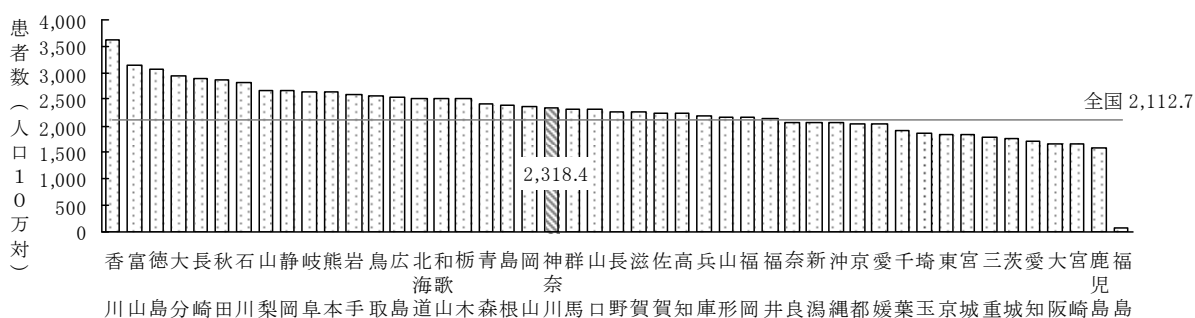 患者数（人口10万対）
4,000
3,500
3,000
2,500
2,000
1,500
1,000
500
0
全国 2,112.7
2,318.4
香川
富山
徳島
大分
長崎
秋田
石川
山梨
静岡
岐阜
熊本
岩手
鳥取
広島
北海道
和歌山
栃木
青森
島根
岡山
神奈川
群馬
山口
長野
滋賀
佐賀
高知
兵庫
山形
福岡
福井
奈良
新潟
沖縄
京都
愛媛
千葉
埼玉
東京
宮城
三重
茨城
愛知
大阪
宮崎
鹿児島
福島